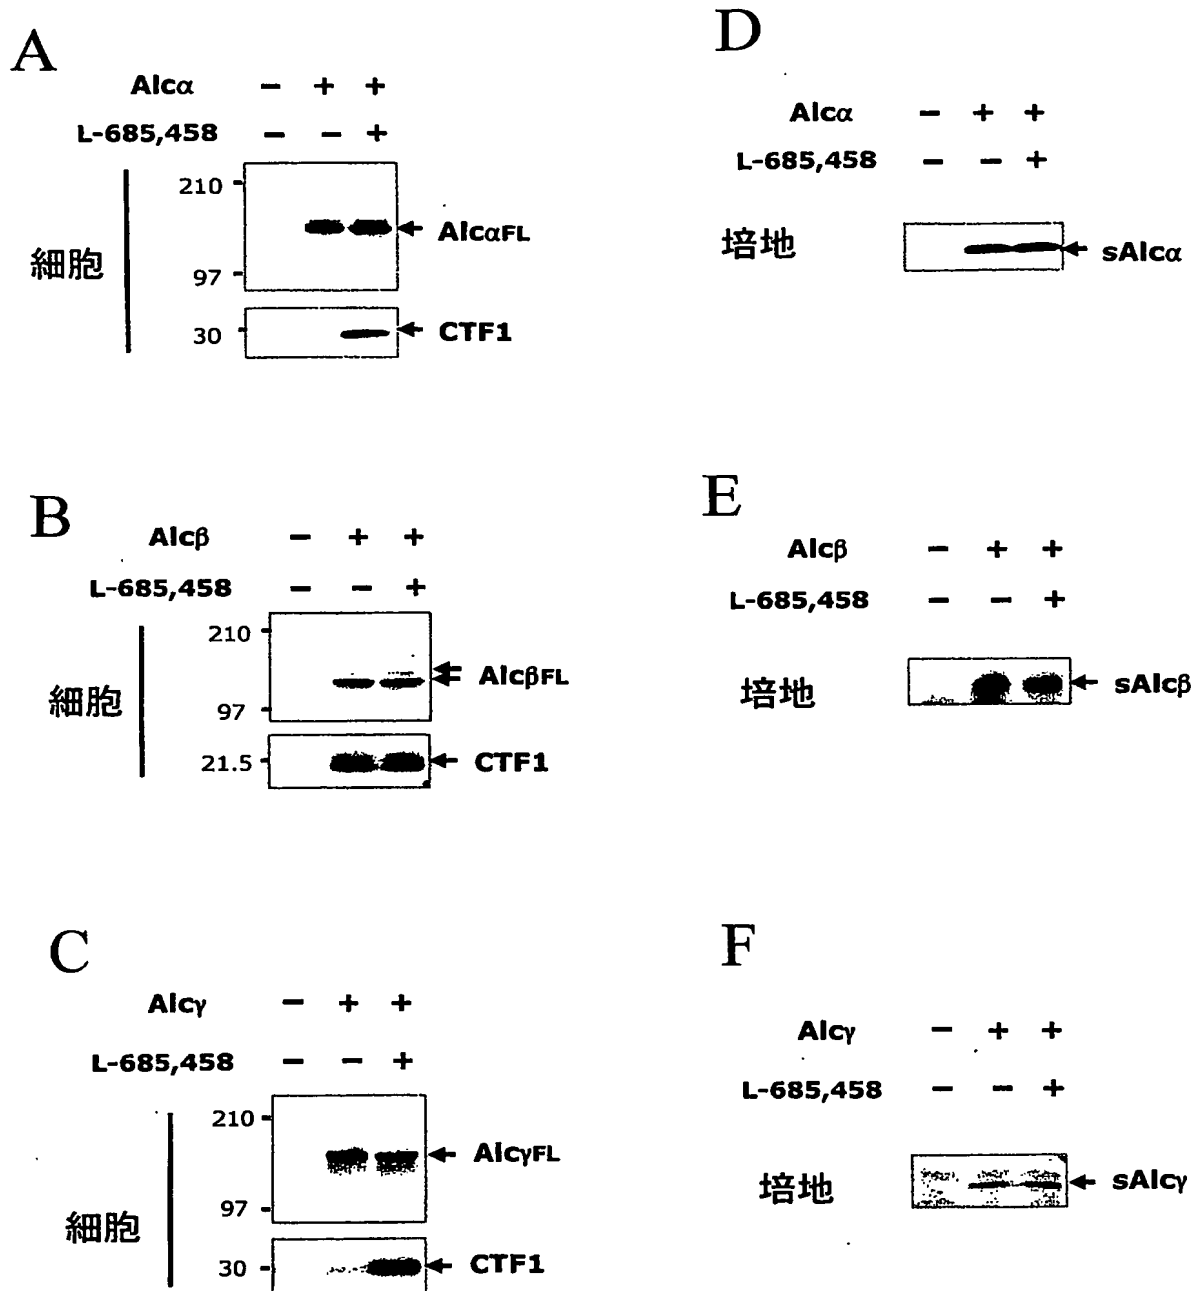 A
Alcα − + +
L-685,458 − − +
210
AlcαFL
細胞
97
30
CTF1
D
Alcα − + +
L-685,458 − − +
培地
sAlcα
B
Alcβ − + +
L-685,458 − − +
210
AlcβFL
細胞
97
21.5
CTF1
E
Alcβ − + +
L-685,458 − − +
培地
sAlcβ
C
Alcγ − + +
L-685,458 − − +
210
AlcγFL
97
細胞
30
CTF1
F
Alcγ − + +
L-685,458 − − +
培地
sAlcγ